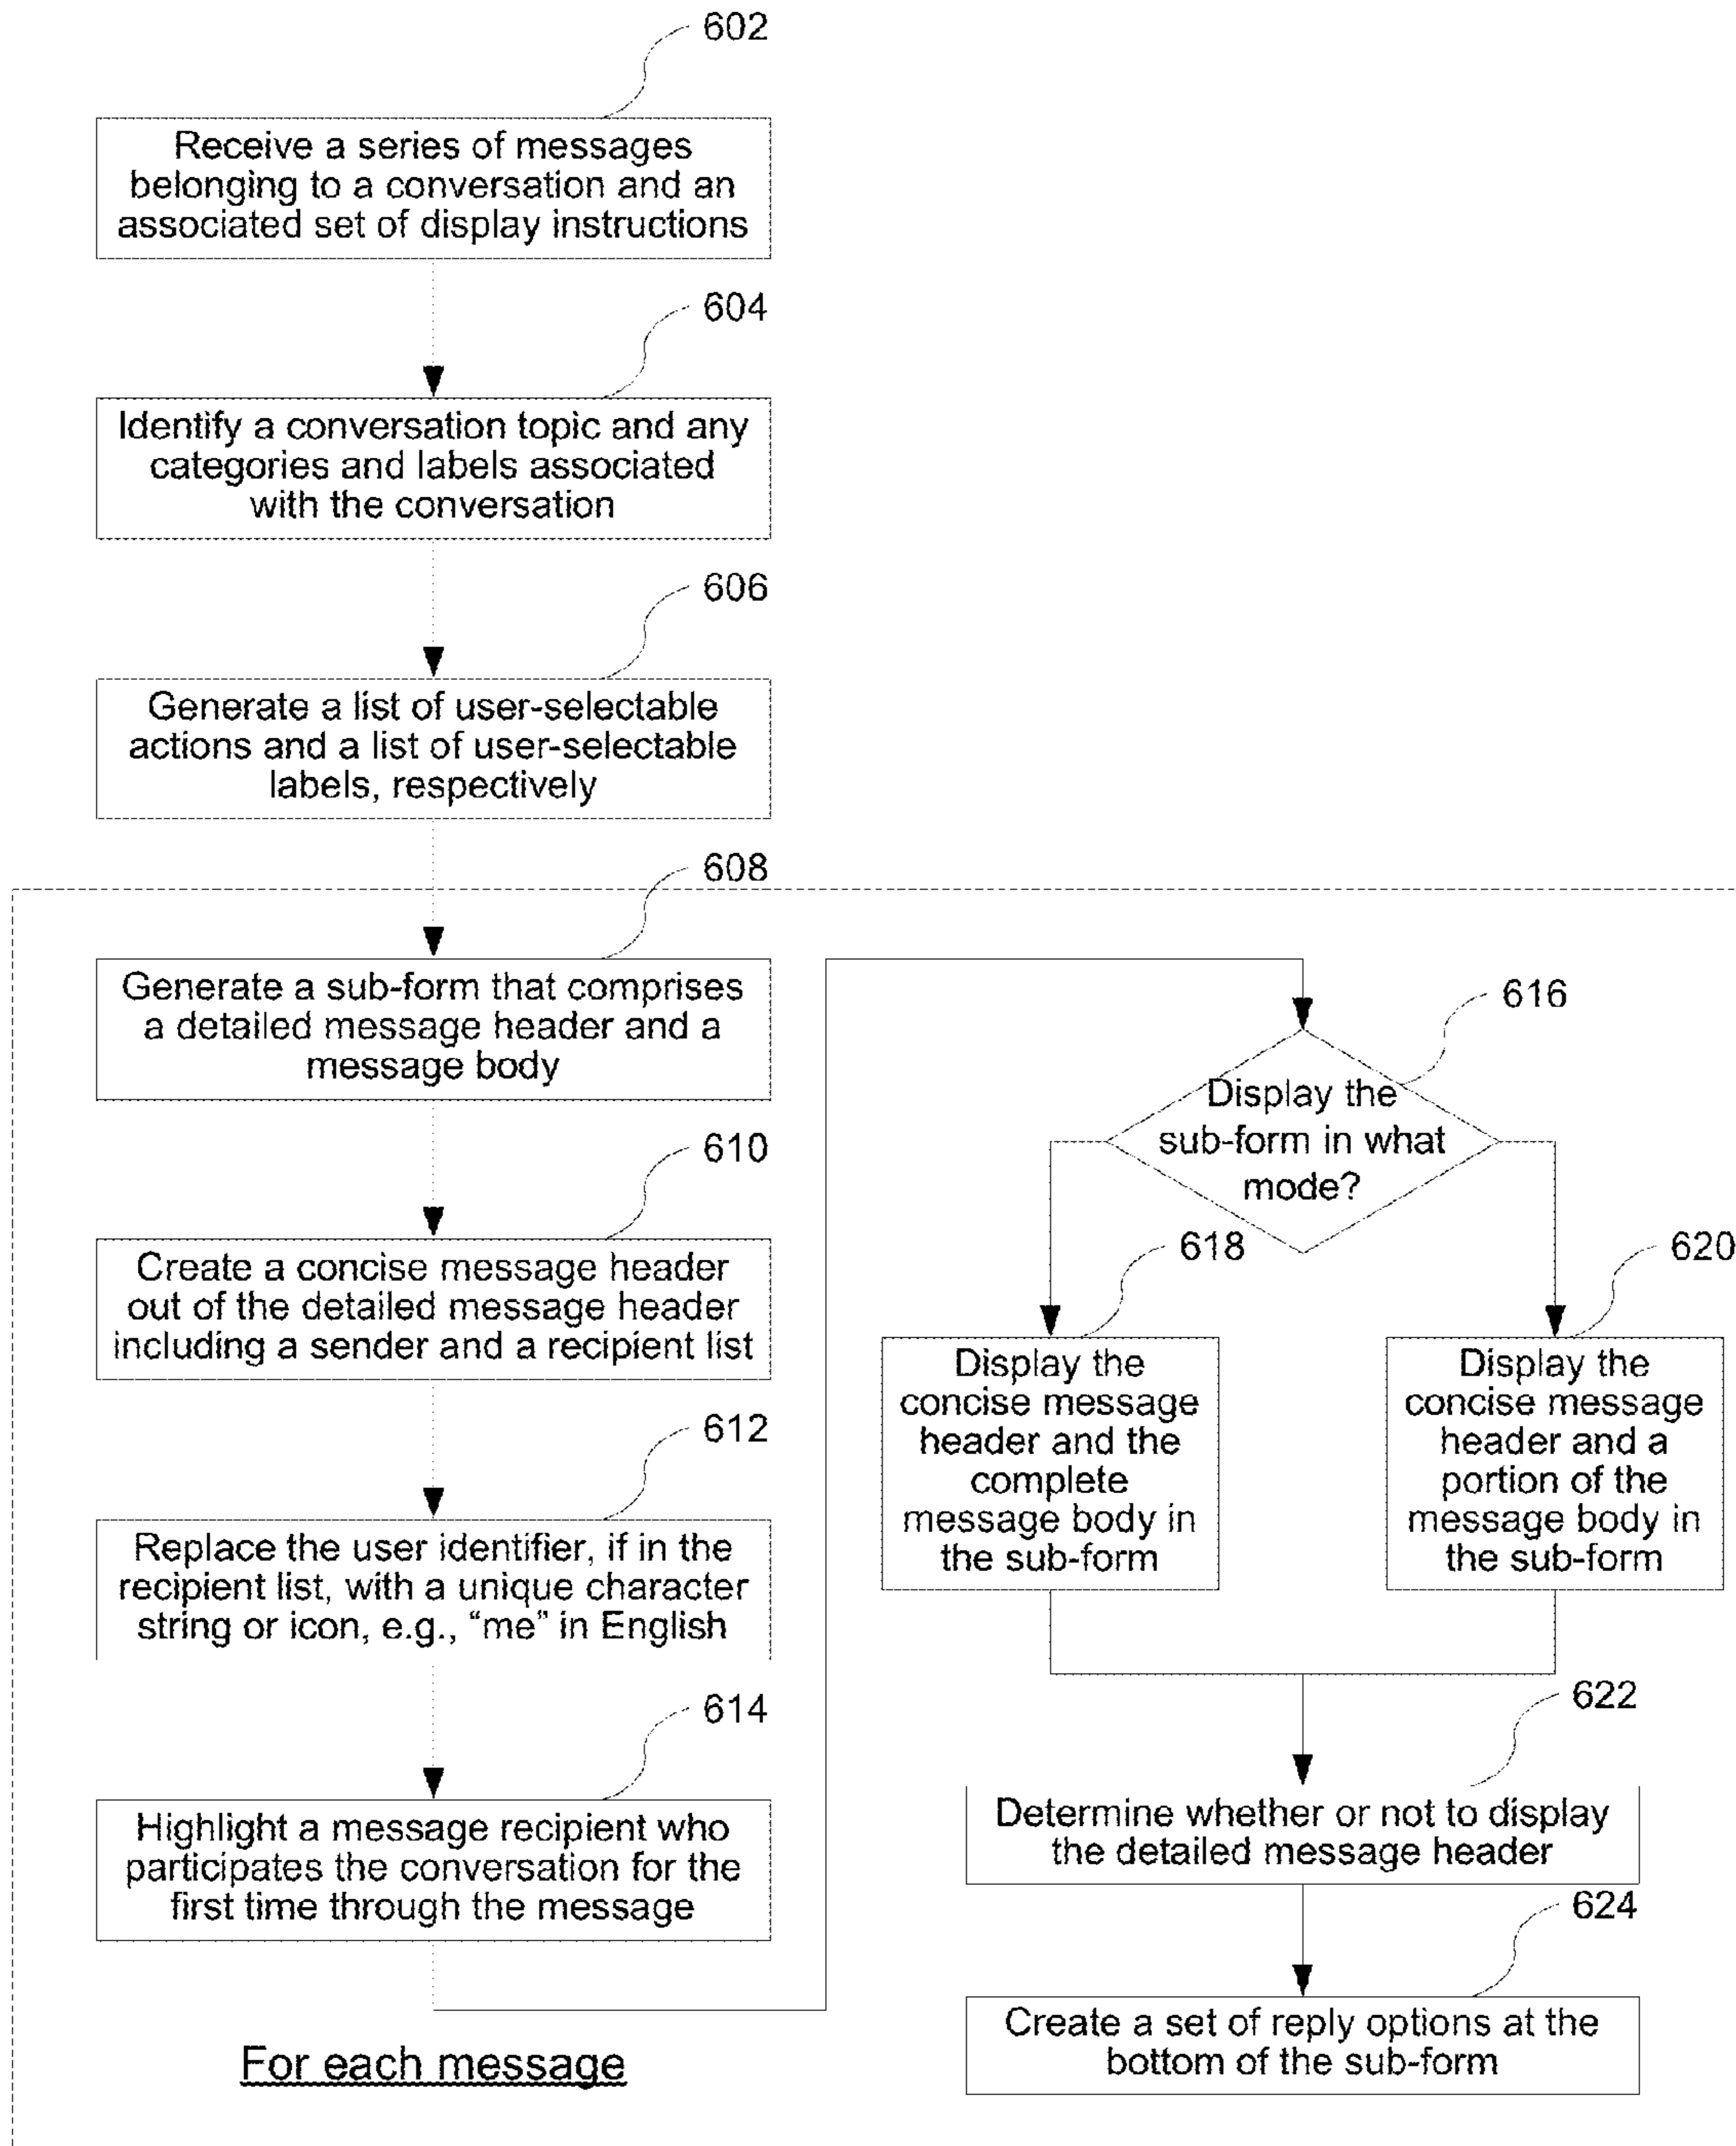 602
Receive a series of messages
belonging to a conversation and an
associated set of display instructions
604
Identify a conversation topic and any
categories and labels associated
with the conversation
606
Generate a list of user-selectable
actions and a list of user-selectable
labels, respectively
608
Generate a sub-form that comprises
a detailed message header and a
message body
610
Create a concise message header
out of the detailed message header
including a sender and a recipient list
612
Replace the user identifier, if in the
recipient list, with a unique character
string or icon, e.g., “me” in English
614
Highlight a message recipient who
participates the conversation for the
first time through the message
For each message
616
Display the
sub-form in what
mode?
618
Display the
concise message
header and the
complete
message body in
the sub-form
620
Display the
concise message
header and a
portion of the
message body in
the sub-form
622
Determine whether or not to display
the detailed message header
624
Create a set of reply options at the
bottom of the sub-form